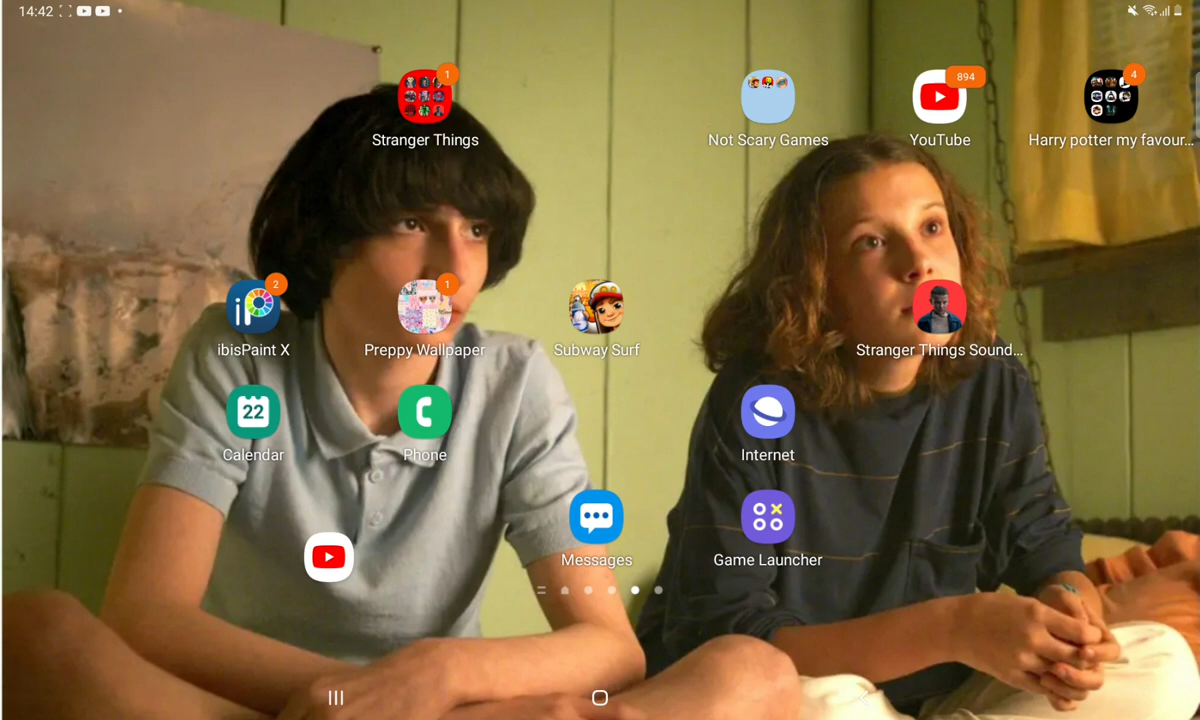 14:42
1
894
4
Stranger Things
Not Scary Games
YouTube
Harry potter my favour...
2
1
iP
ibisPaint X
Preppy Wallpaper
Subway Surf
Stranger Things Sound...
22
Calendar
Phone
Internet
Messages
Game Launcher